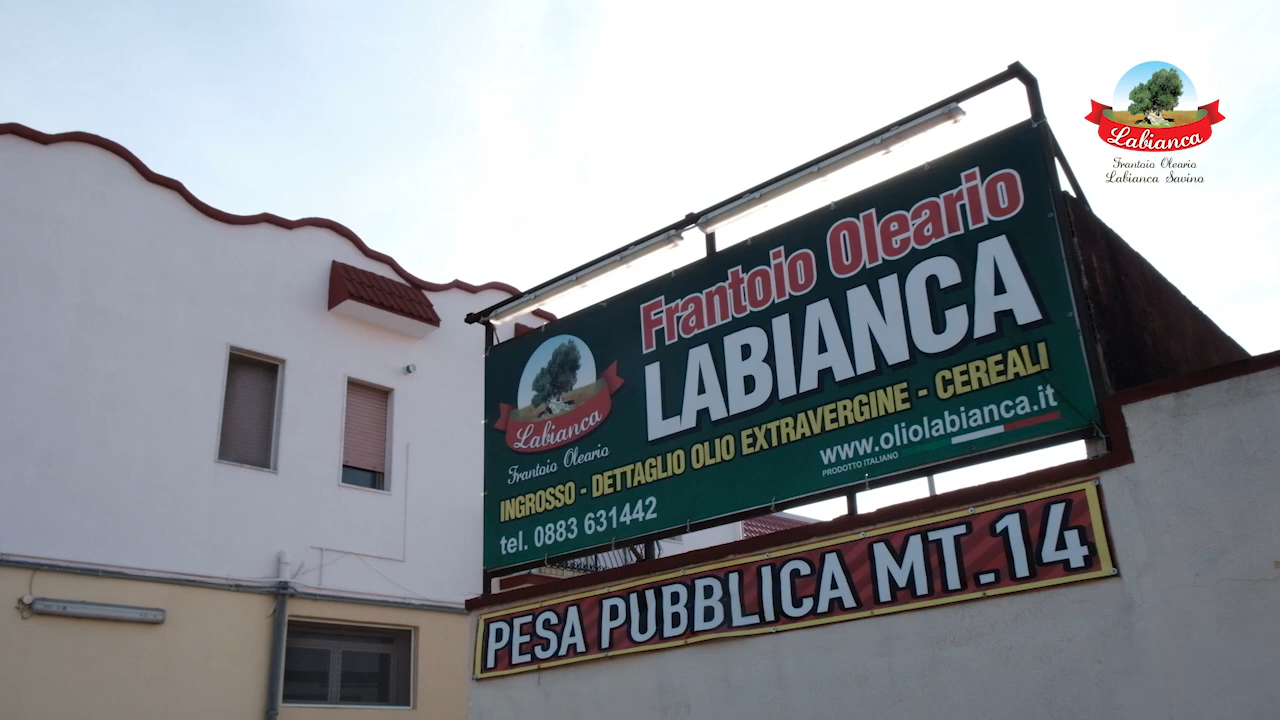 Labianca
Frantoio Oleario
Labianca Savino
Frantoio Oleario
LABIANCA
Labianca
Frantoio Oleario
INGROSSO - DETTAGLIO OLIO EXTRAVERGINE - CEREALI
www.oliolabianca.it
PRODOTTO ITALIANO
tel. 0883 631442
PESA PUBBLICA MT.14